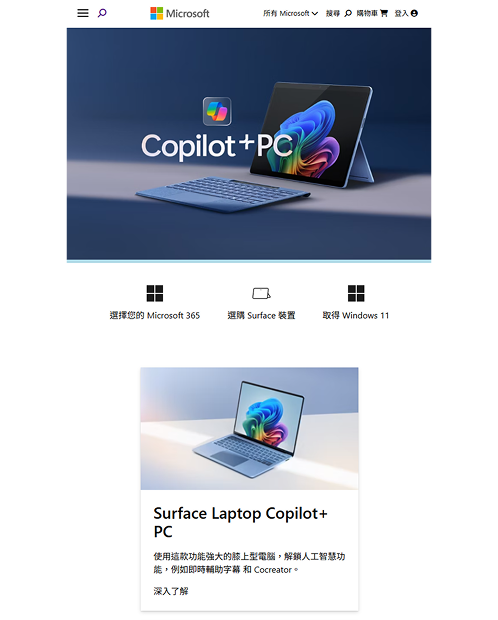 Microsoft
所有 Microsoft
搜尋
購物車
登入
Copilot+PC
選擇您的 Microsoft 365
選購 Surface 裝置
取得 Windows 11
Surface Laptop Copilot+
PC
使用這款功能強大的膝上型電腦，解鎖人工智慧功
能，例如即時輔助字幕 和 Cocreator。
深入了解